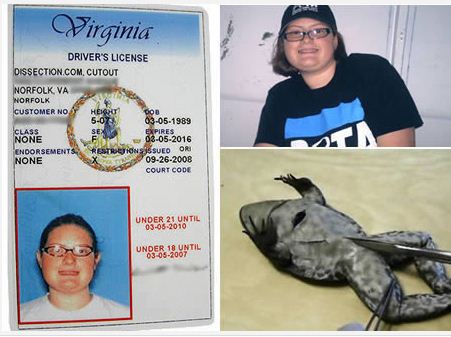 Virginia
DRIVER'S LICENSE
DISSECTION.COM, CUTOUT
NORFOLK, VA
NORFOLK
CUSTOMER NO. HEIGHT DOB
5-07 03-05-1989
CLASS SEX EXPIRES
NONE F 03-05-2016
ENDORSEMENTS RESTRICTIONS ISSUED ORI
NONE X 09-26-2008
COURT CODE
UNDER 21 UNTIL
03-05-2010
UNDER 18 UNTIL
03-05-2007